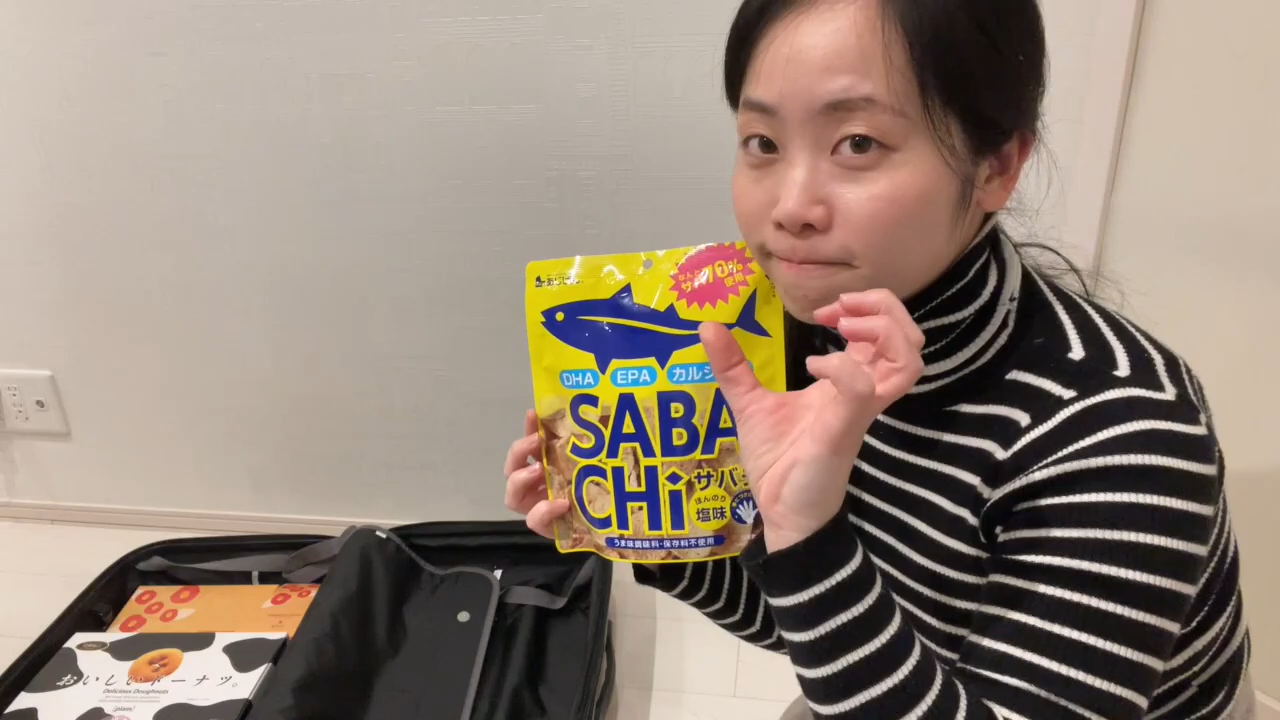 なんと
70%
使用
DHA EPA カルシ
SABA
CHi
サバ
ほんのり
塩味
うま味調味料・保存料不使用
おいしいドーナツ。
Delicious Doughnuts